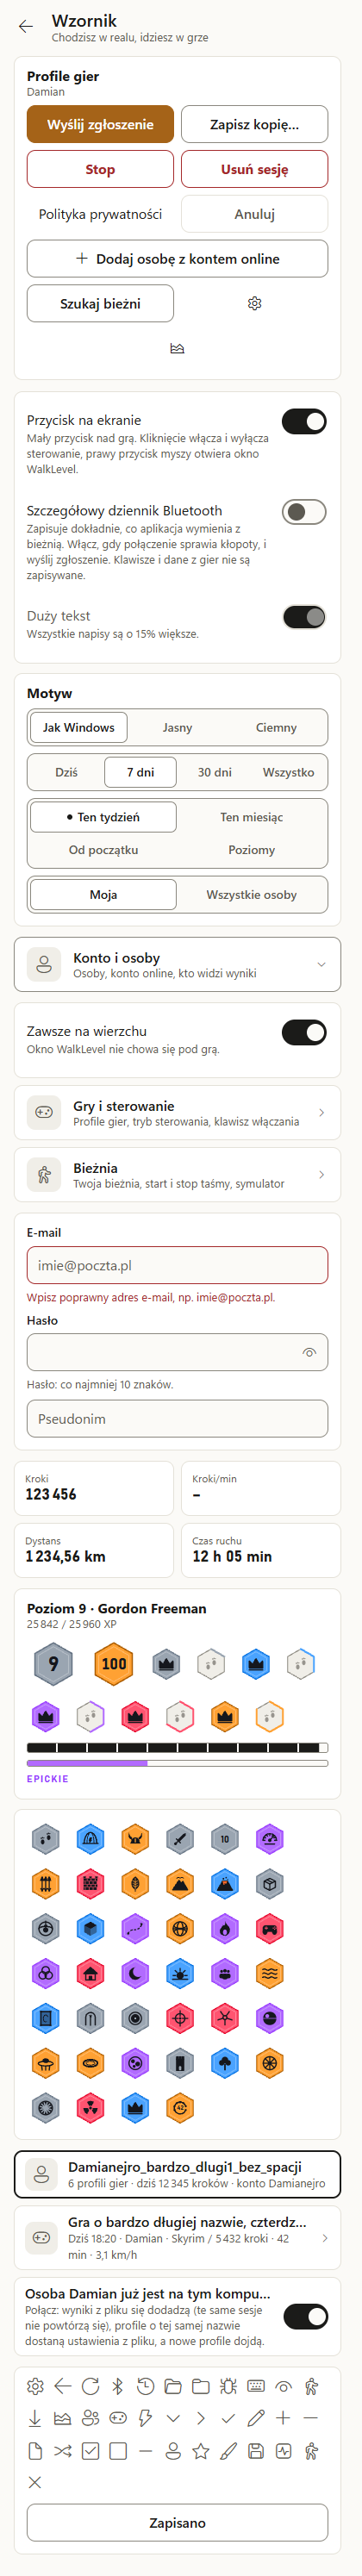 Wzornik
Chodzisz w realu, idziesz w grze
Profile gier
Damian
Wyślij zgłoszenie
Zapisz kopię...
Stop
Usuń sesję
Polityka prywatności
Anuluj
Dodaj osobę z kontem online
Szukaj bieżni
Przycisk na ekranie
Mały przycisk nad grą. Kliknięcie włącza i wyłącza
sterowanie, prawy przycisk myszy otwiera okno
WalkLevel.
Szczegółowy dziennik Bluetooth
Zapisuje dokładnie, co aplikacja wymienia z
bieżnią. Włącz, gdy połączenie sprawia kłopoty, i
wyślij zgłoszenie. Klawisze i dane z gier nie są
zapisywane.
Duży tekst
Wszystkie napisy są o 15% większe.
Motyw
Jak Windows
Jasny
Ciemny
Dziś
7 dni
30 dni
Wszystko
• Ten tydzień
Ten miesiąc
Od początku
Poziomy
Moja
Wszystkie osoby
Konto i osoby
Osoby, konto online, kto widzi wyniki
Zawsze na wierzchu
Okno WalkLevel nie chowa się pod grą.
Gry i sterowanie
Profile gier, tryb sterowania, klawisz włączania
Bieżnia
Twoja bieżnia, start i stop taśmy, symulator
E-mail
imie@poczta.pl
Wpisz poprawny adres e-mail, np. imie@poczta.pl.
Hasło
Hasło: co najmniej 10 znaków.
Pseudonim
Kroki
123 456
Kroki/min
–
Dystans
1 234,56 km
Czas ruchu
12 h 05 min
Poziom 9 · Gordon Freeman
25 842 / 25 960 XP
9
100
EPICKIE
10
42
Damianejro_bardzo_dlugi1_bez_spacji
6 profili gier · dziś 12 345 kroków · konto Damianejro
Gra o bardzo długiej nazwie, czterdz...
Dziś 18:20 · Damian · Skyrim / 5 432 kroki · 42
min · 3,1 km/h
Osoba Damian już jest na tym kompu...
Połącz: wyniki z pliku się dodadzą (te same sesje
nie powtórzą się), profile o tej samej nazwie
dostaną ustawienia z pliku, a nowe profile dojdą.
Zapisano